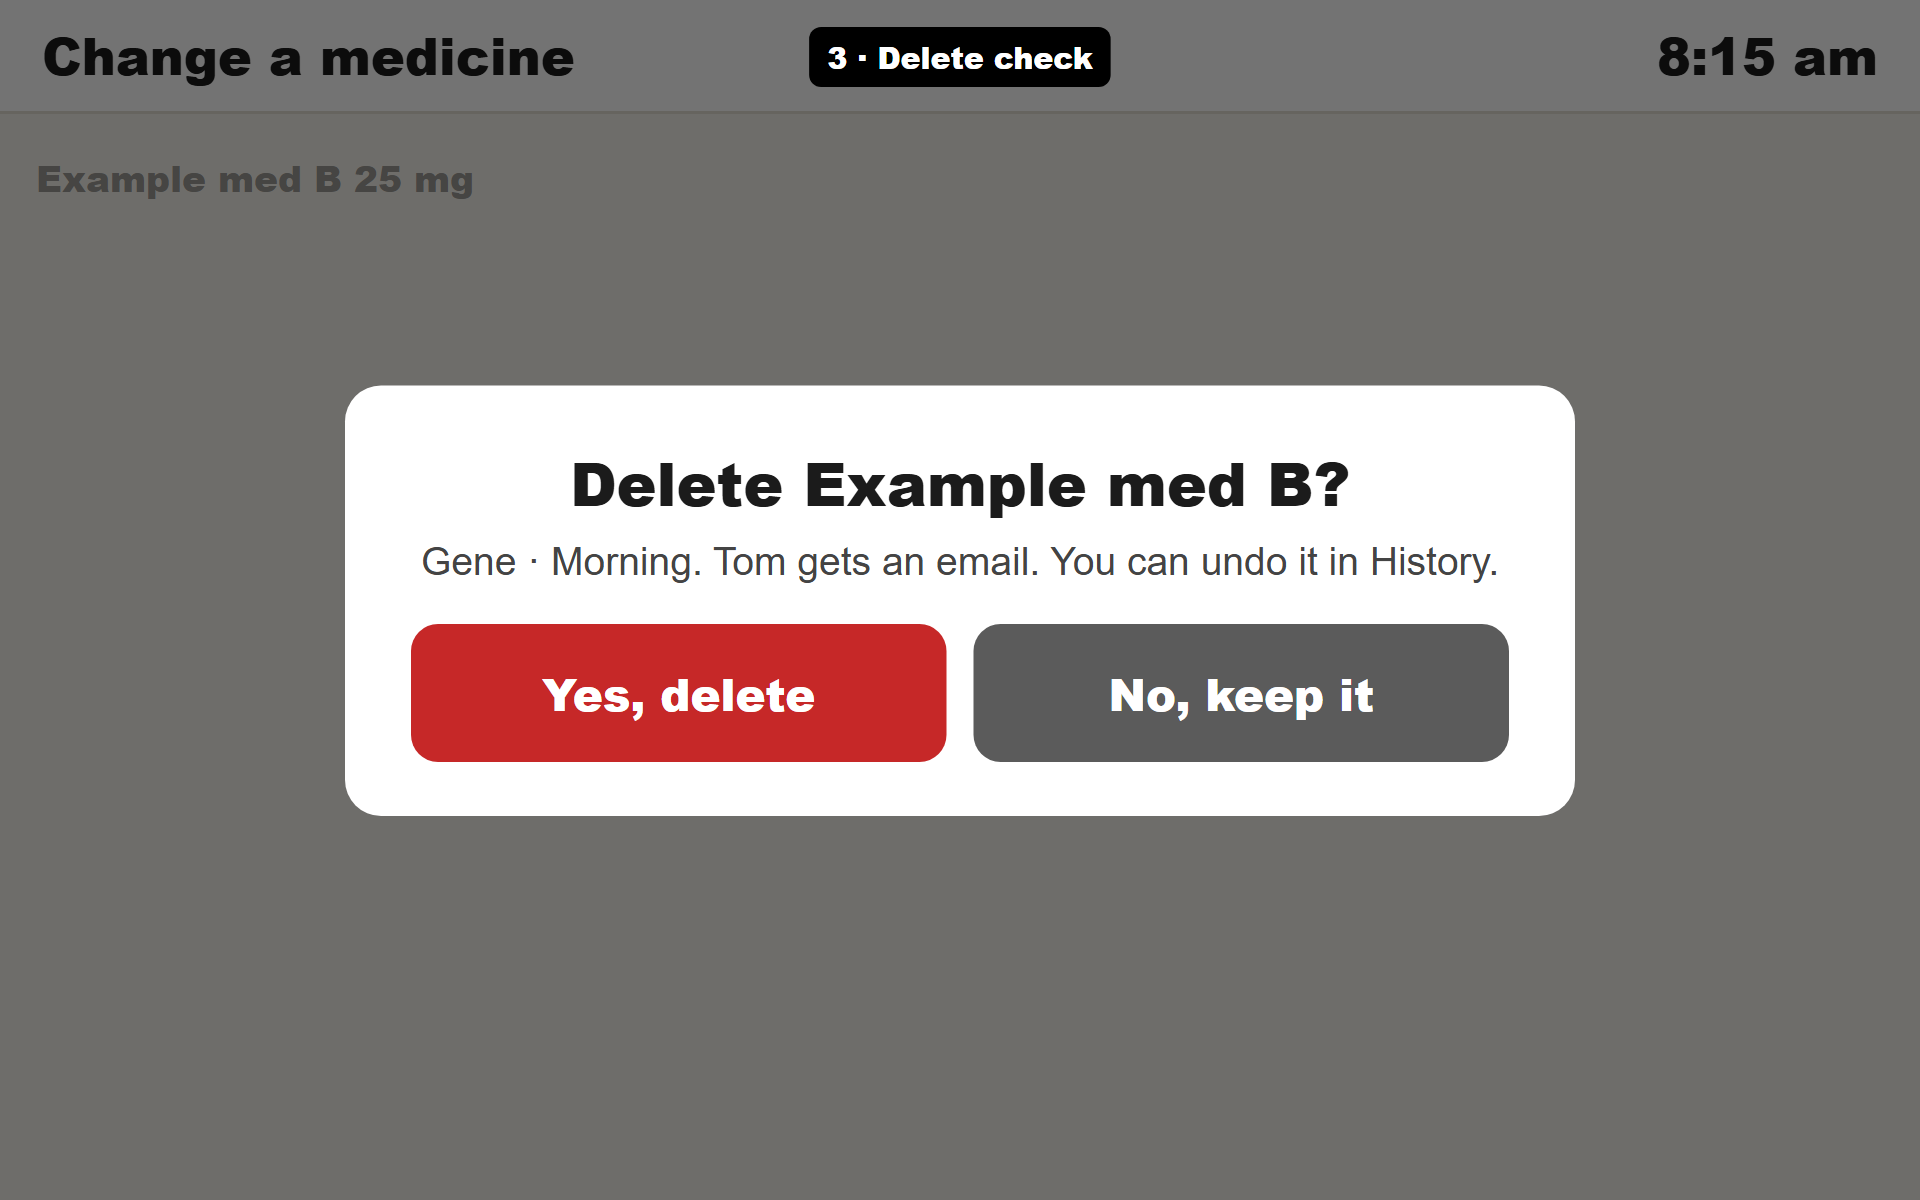 Change a medicine
3 · Delete check
8:15 am
Example med B 25 mg
Delete Example med B?
Gene · Morning. Tom gets an email. You can undo it in History.
Yes, delete
No, keep it